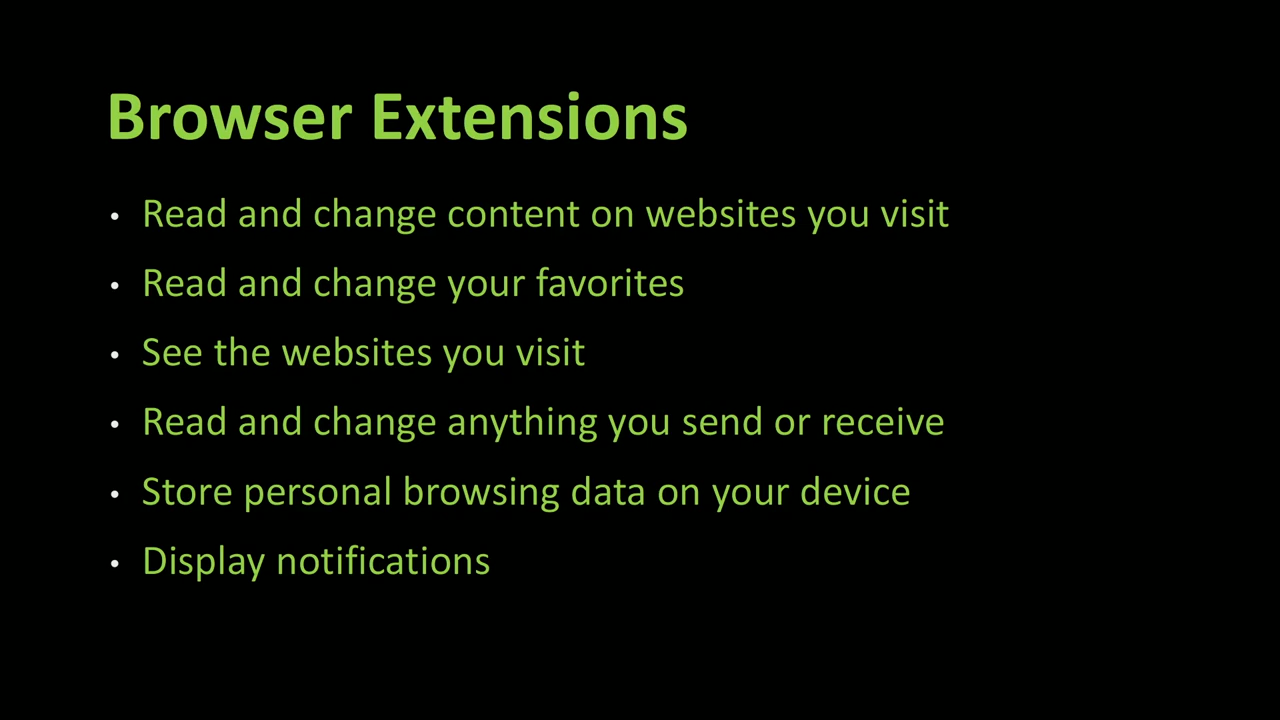 Browser Extensions
• Read and change content on websites you visit
• Read and change your favorites
• See the websites you visit
• Read and change anything you send or receive
• Store personal browsing data on your device
• Display notifications